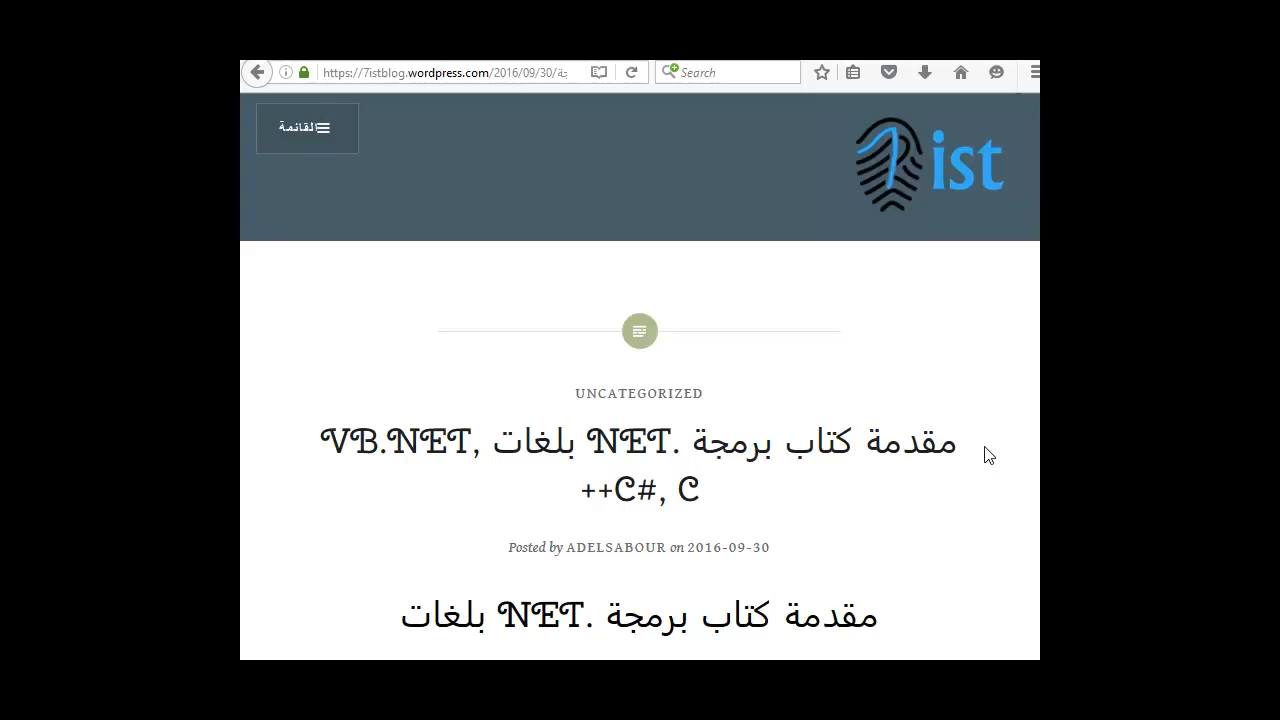 https://7istblog.wordpress.com/2016/09/30/ة
Search
القائمة
7ist
UNCATEGORIZED
مقدمة كتاب برمجة .NET بلغات VB.NET,
C#, C++
Posted by ADELSABOUR on 2016-09-30
مقدمة كتاب برمجة .NET بلغات